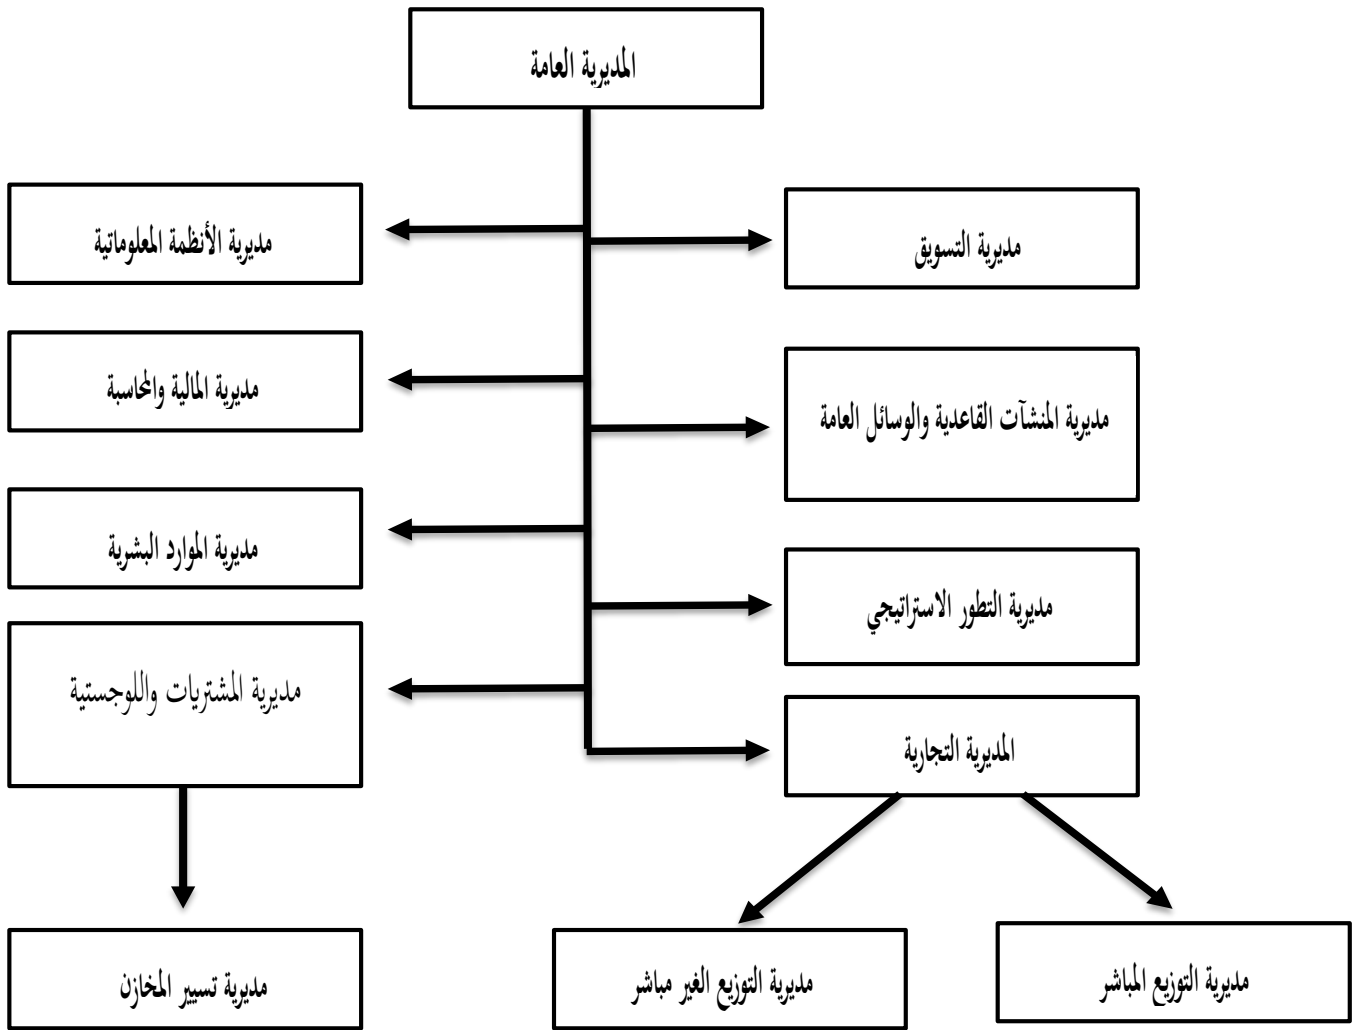 المديرية العامة
مديرية التسويق
مديرية الأنظمة المعلوماتية
مديرية المنشآت القاعدية والوسائل العامة
مديرية المالية والمحاسبة
مديرية التطور الاستراتيجي
مديرية الموارد البشرية
المديرية التجارية
مديرية المشتريات واللوجستية
مديرية التوزيع المباشر
مديرية التوزيع الغير مباشر
مديرية تسيير المخازن